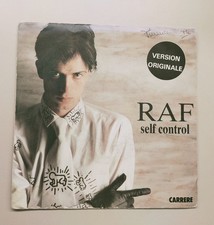 VERSION
ORIGINALE
RAF
self control
CARRERE